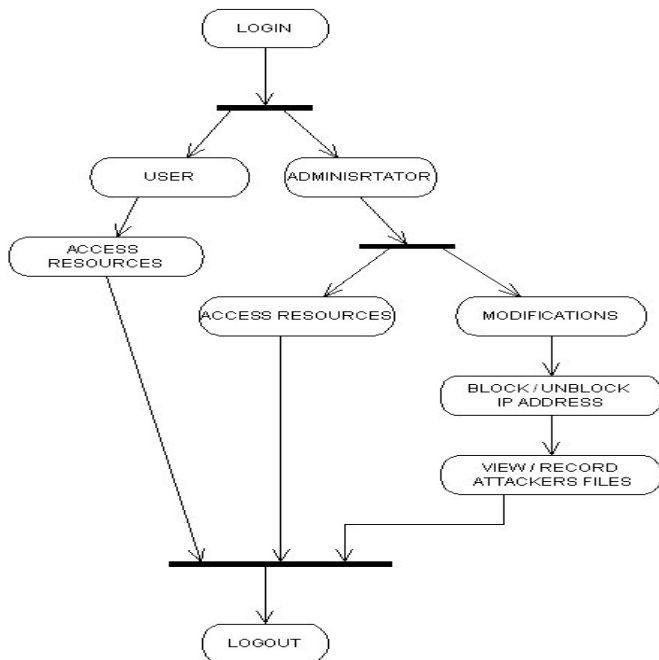 LOGIN
USER
ADMINISRTATOR
ACCESS
RESOURCES
ACCESS RESOURCES
MODIFICATIONS
BLOCK / UNBLOCK
IP ADDRESS
VIEW / RECORD
ATTACKERS FILES
LOGOUT